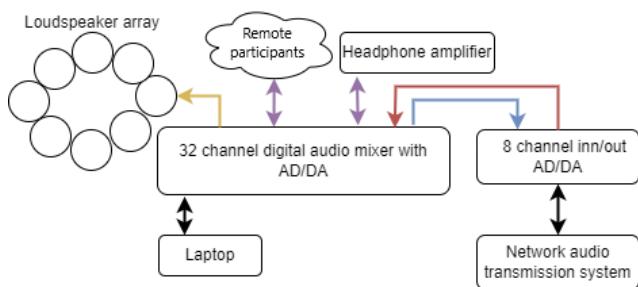 Loudspeaker array
Remote
participants
Headphone amplifier
32 channel digital audio mixer with
AD/DA
8 channel inn/out
AD/DA
Laptop
Network audio
transmission system